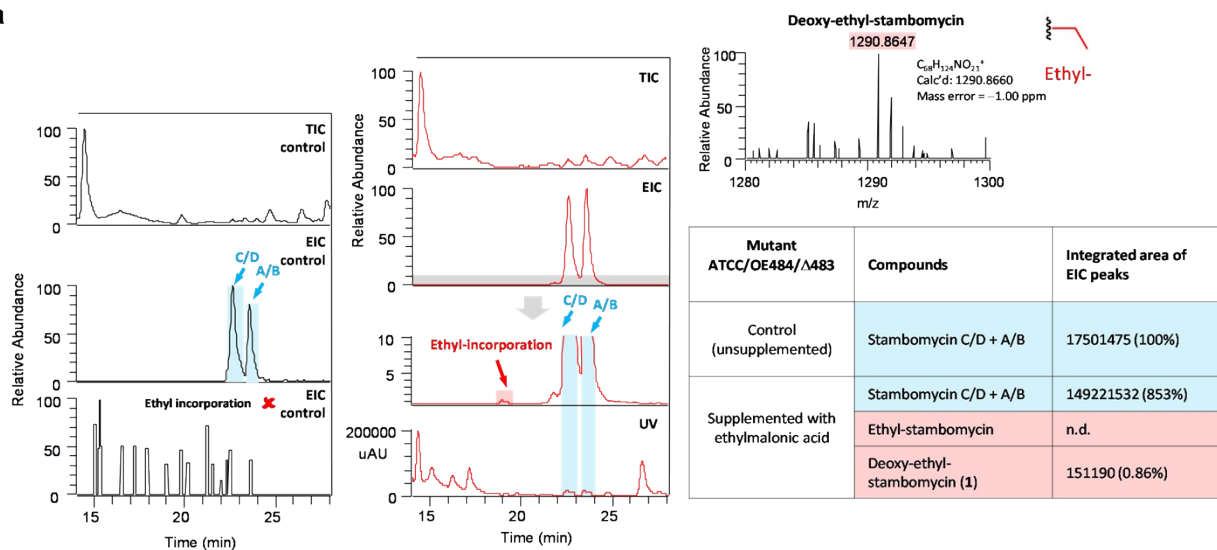 a
TIC
control
100
50
0
Relative Abundance
EIC
control
C/D
A/B
100
50
0
Ethyl incorporation ✘
EIC
control
100
50
0
15
20
25
Time (min)
TIC
100
50
0
Relative Abundance
EIC
100
50
0
C/D
A/B
Ethyl-incorporation
10
5
UV
200000
uAU
0
15
20
25
Time (min)
Deoxy-ethyl-stambomycin
1290.8647
C₆₈H₁₂₄NO₂₁⁺
Calc'd: 1290.8660
Mass error = −1.00 ppm
Ethyl-
Relative Abundance
100
50
0
1280
1290
1300
m/z
Mutant
ATCC/OE484/Δ483
Compounds
Integrated area of
EIC peaks
Control
(unsupplemented)
Stambomycin C/D + A/B
17501475 (100%)
Supplemented with
ethylmalonic acid
Stambomycin C/D + A/B
149221532 (853%)
Ethyl-stambomycin
n.d.
Deoxy-ethyl-
stambomycin (1)
151190 (0.86%)